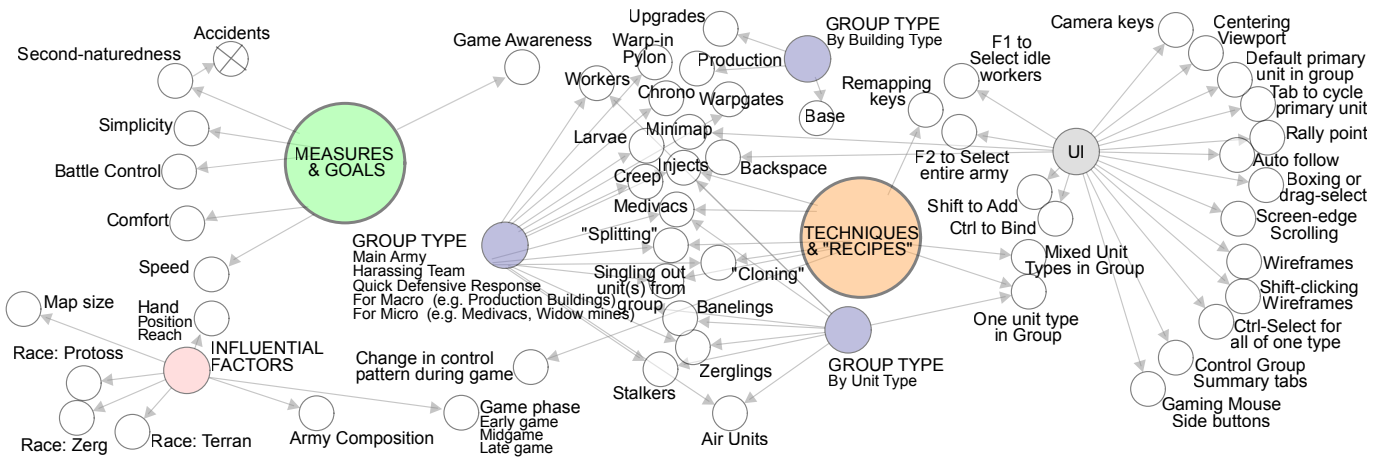 Accidents
Second-naturedness
Simplicity
Battle Control
Comfort
Speed
MEASURES
& GOALS
Game Awareness
Map size
Hand
Position
Reach
INFLUENTIAL
FACTORS
Race: Protoss
Race: Zerg
Race: Terran
Army Composition
Game phase
Early game
Midgame
Late game
Change in control
pattern during game
GROUP TYPE
Main Army
Harassing Team
Quick Defensive Response
For Macro (e.g. Production Buildings)
For Micro (e.g. Medivacs, Widow mines)
Upgrades
Warp-in
Pylon
Workers
Production
Chrono
Warpgates
Larvae
Minimap
Injects
Creep
Backspace
Medivacs
"Splitting"
Singling out
unit(s) from
group
"Cloning"
Banelings
Zerglings
Stalkers
Air Units
GROUP TYPE
By Building Type
Base
Remapping
keys
TECHNIQUES
& "RECIPES"
GROUP TYPE
By Unit Type
Mixed Unit
Types in Group
One unit type
in Group
F1 to
Select idle
workers
F2 to Select
entire army
Shift to Add
Ctrl to Bind
UI
Camera keys
Centering
Viewport
Default primary
unit in group
Tab to cycle
primary unit
Rally point
Auto follow
Boxing or
drag-select
Screen-edge
Scrolling
Wireframes
Shift-clicking
Wireframes
Ctrl-Select for
all of one type
Control Group
Summary tabs
Gaming Mouse
Side buttons